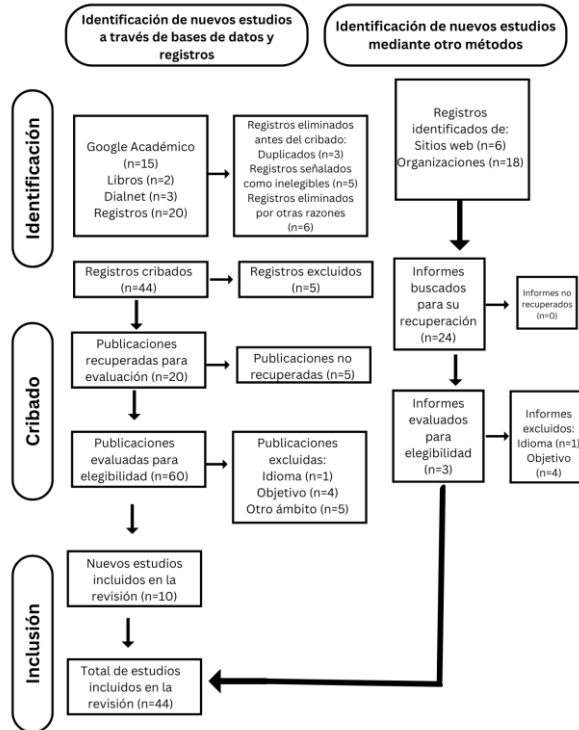 Identificación de nuevos estudios
a través de bases de datos y
registros
Identificación de nuevos estudios
mediante otro métodos
Identificación
Google Académico
(n=15)
Libros (n=2)
Dialnet (n=3)
Registros (n=20)
Registros eliminados
antes del cribado:
Duplicados (n=3)
Registros señalados
como inelegibles (n=5)
Registros eliminados
por otras razones
(n=6)
Registros
identificados de:
Sitios web (n=6)
Organizaciones (n=18)
Registros cribados
(n=44)
Registros excluidos
(n=5)
Informes
buscados para su
recuperación
(n=24)
Informes no
recuperados
(n=0)
Cribado
Publicaciones
recuperadas para
evaluación (n=20)
Publicaciones no
recuperadas (n=5)
Publicaciones
evaluadas para
elegibilidad (n=60)
Publicaciones
excluidas:
Idioma (n=1)
Objetivo (n=4)
Otro ámbito (n=5)
Informes
evaluados para
elegibilidad
(n=3)
Informes
excluidos:
Idioma (n=1)
Objetivo
(n=4)
Inclusión
Nuevos estudios
incluidos en la
revisión (n=10)
Total de estudios
incluidos en la
revisión (n=44)